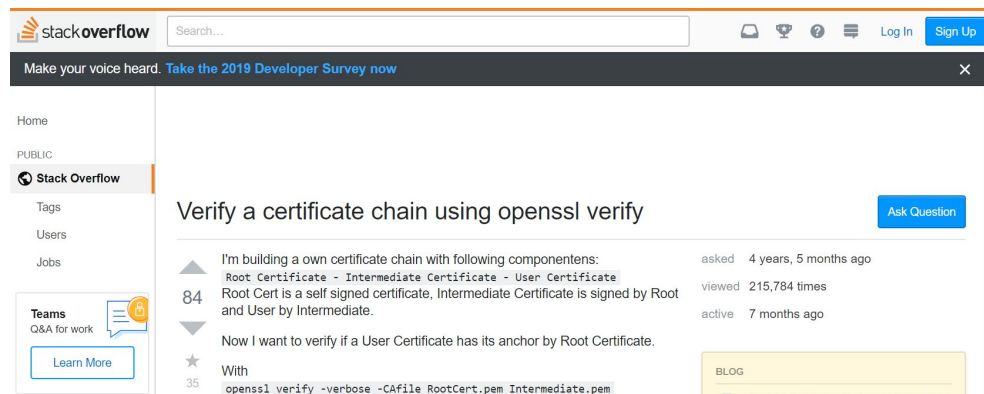 stackoverflow
Search...
Log In
Sign Up
Make your voice heard. Take the 2019 Developer Survey now
Home
PUBLIC
Stack Overflow
Tags
Users
Jobs
Teams
Q&A for work
Learn More
Verify a certificate chain using openssl verify
Ask Question
84
35
I'm building a own certificate chain with following componentens:
Root Certificate - Intermediate Certificate - User Certificate
Root Cert is a self signed certificate, Intermediate Certificate is signed by Root
and User by Intermediate.
Now I want to verify if a User Certificate has its anchor by Root Certificate.
With
openssl verify -verbose -CAfile RootCert.pem Intermediate.pem
asked 4 years, 5 months ago
viewed 215,784 times
active 7 months ago
BLOG